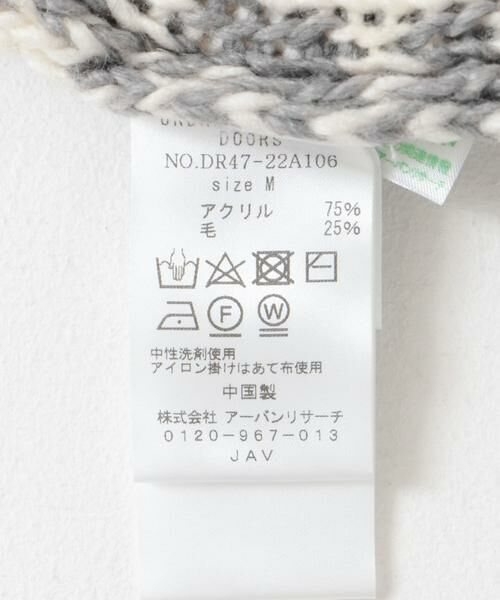 DOORS
NO.DR47-22A106
size M
アクリル 75%
毛 25%
F W
中性洗剤使用
アイロン掛けはあて布使用
中国製
株式会社 アーバンリサーチ
0120-967-013
JAV